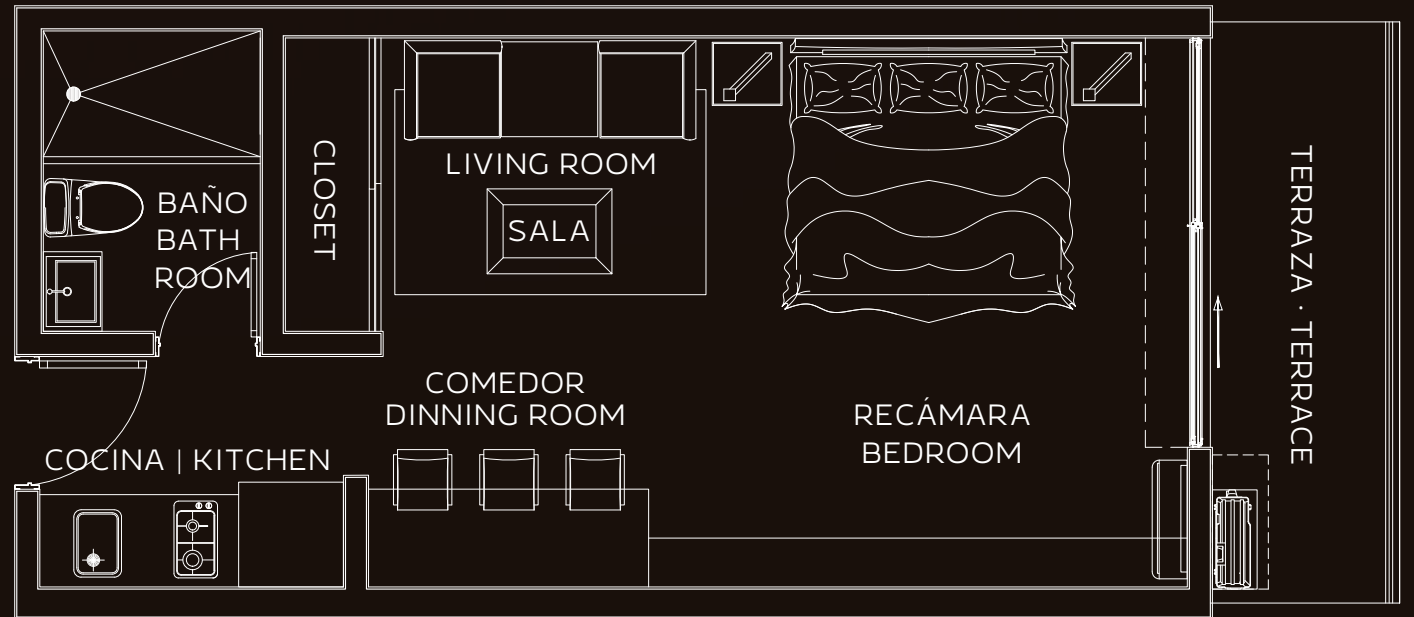 BAÑO
BATH
ROOM
CLOSET
LIVING ROOM
SALA
TERRAZA · TERRACE
COMEDOR
DINNING ROOM
RECÁMARA
BEDROOM
COCINA | KITCHEN